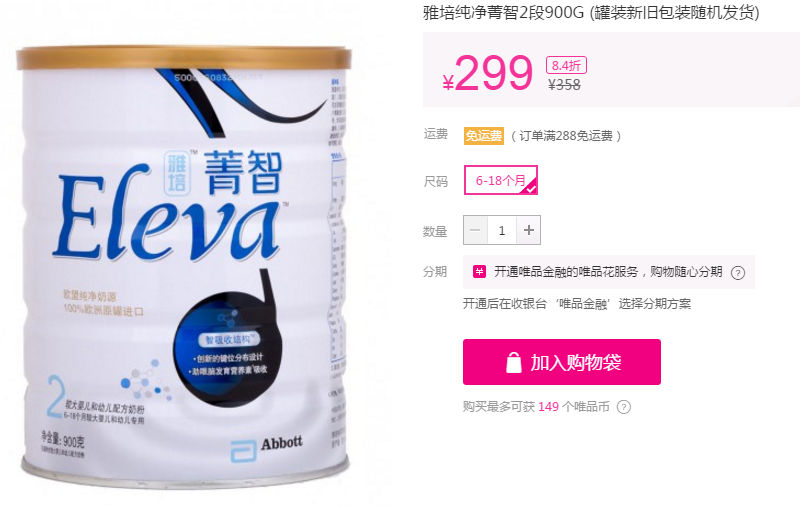 雅培纯净菁智2段900G (罐装新旧包装随机发货)
¥299
8.4折
¥358
运费
免运费
( 订单满288免运费 )
尺码
6-18个月
数量
1
分期
开通唯品金融的唯品花服务，购物随心分期
?
开通后在收银台‘唯品金融’选择分期方案
加入购物袋
购买最多可获 149 个唯品币
?
雅培
™
菁智
Eleva
™
欧盟纯净奶源
100%欧洲原罐进口
智吸收结构™
•创新的键位分布设计
•助眼脑发育营养素 吸收
2
较大婴儿和幼儿配方奶粉
6-18个月较大婴儿和幼儿专用
净含量: 900克
Abbott